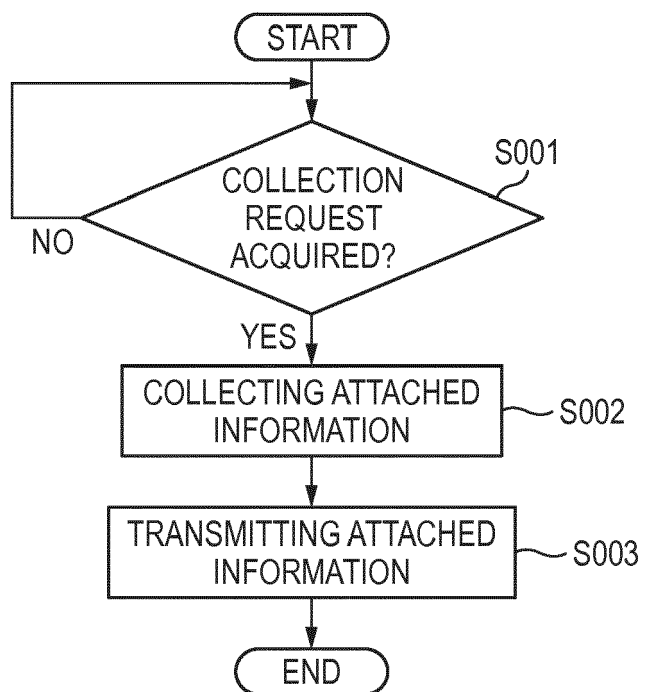 START
S001
COLLECTION
REQUEST
ACQUIRED?
NO
YES
COLLECTING ATTACHED
INFORMATION
S002
TRANSMITTING ATTACHED
INFORMATION
S003
END